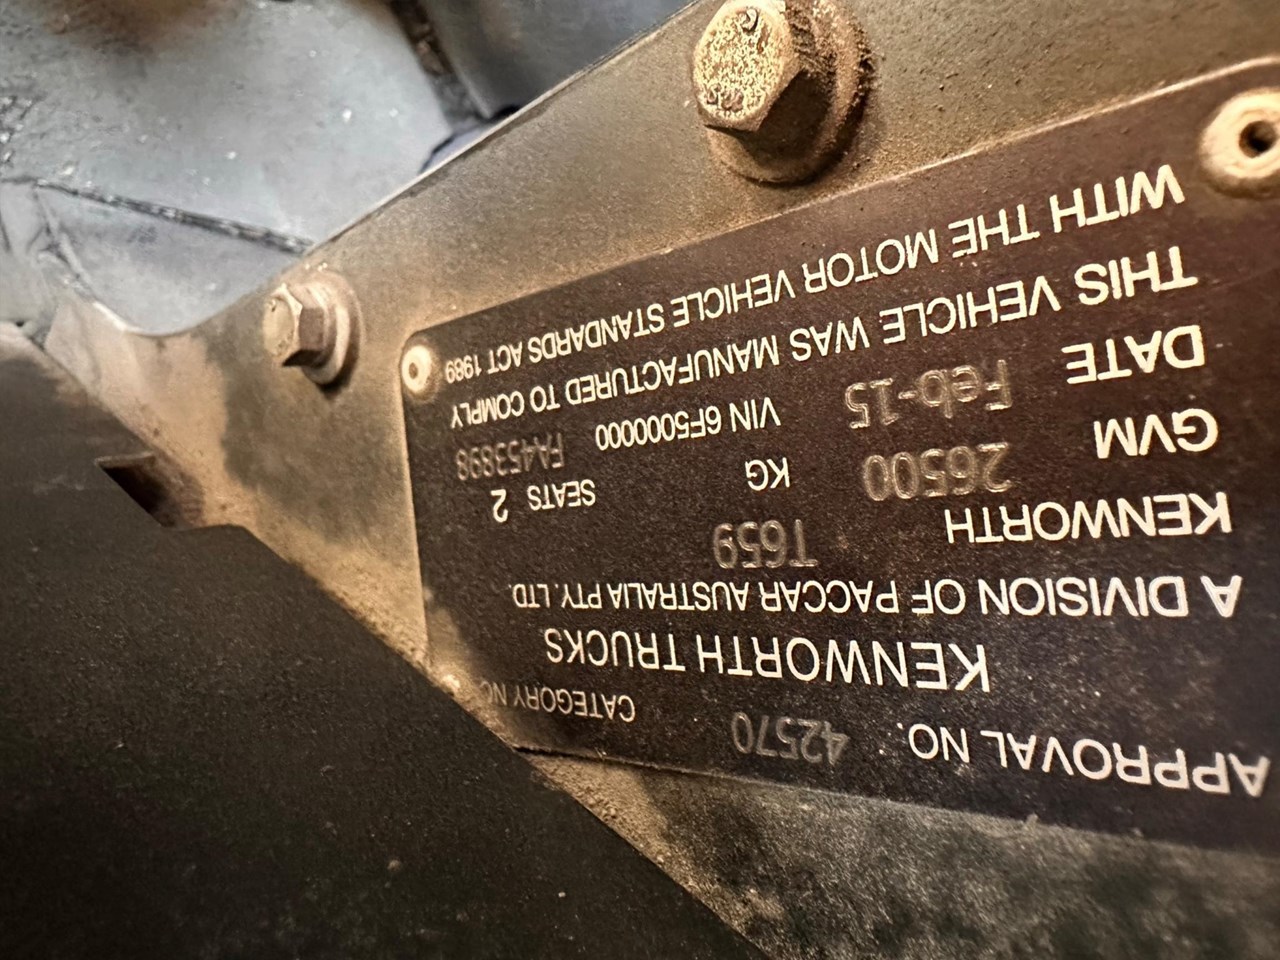 APPROVAL NO. 42570 CATEGORY
KENWORTH TRUCKS
A DIVISION OF PACCAR AUSTRALIA PTY. LTD.
KENWORTH T659
GVM 26500 KG SEATS 2
DATE Feb-15 VIN 6F5000000 FA453898
THIS VEHICLE WAS MANUFACTURED TO COMPLY
WITH THE MOTOR VEHICLE STANDARDS ACT 1989